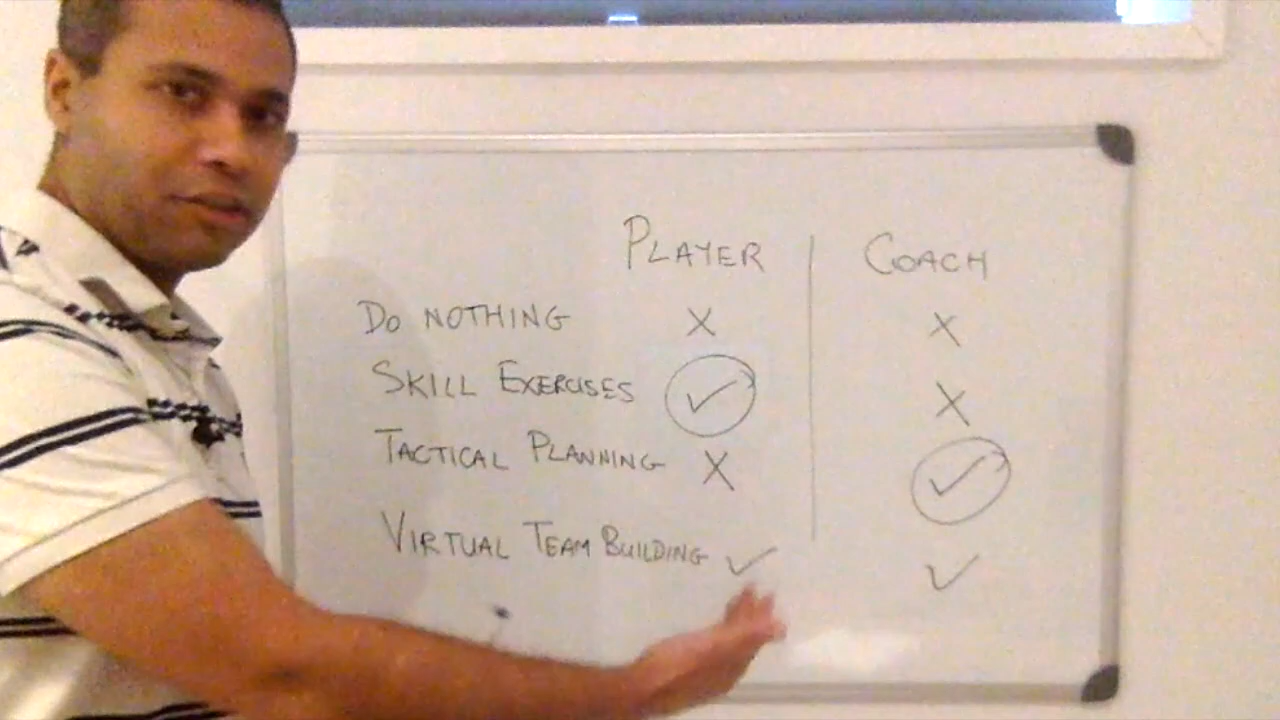 PLAYER COACH
DO NOTHING X X
SKILL EXERCISES ✓ X
TACTICAL PLANNING X ✓
VIRTUAL TEAM BUILDING ✓ ✓